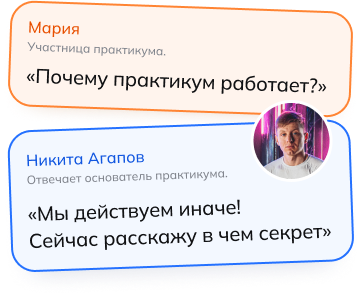 Мария
Участница практикума.
«Почему практикум работает?»
Никита Агапов
Отвечает основатель практикума.
«Мы действуем иначе!
Сейчас расскажу в чем секрет»